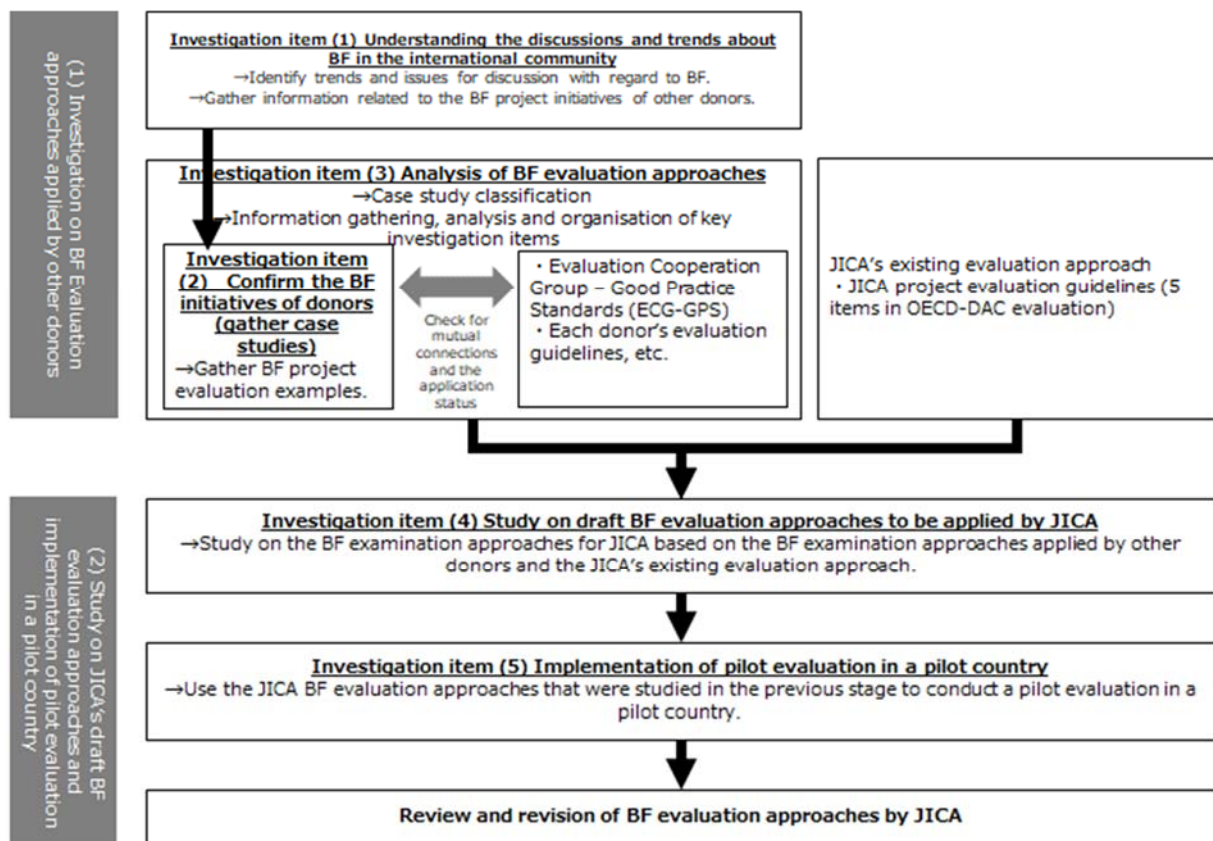 (1) Investigation on BF Evaluation
approaches applied by other donors
Investigation item (1) Understanding the discussions and trends about
BF in the international community
→Identify trends and issues for discussion with regard to BF.
→Gather information related to the BF project initiatives of other donors.
Investigation item (3) Analysis of BF evaluation approaches
→Case study classification
→Information gathering, analysis and organisation of key
investigation items
Investigation item
(2) Confirm the BF
initiatives of donors
(gather case
studies)
→Gather BF project
evaluation examples.
Check for
mutual
connections
and the
application
status
・Evaluation Cooperation
Group – Good Practice
Standards (ECG-GPS)
・Each donor's evaluation
guidelines, etc.
JICA's existing evaluation approach
・JICA project evaluation guidelines (5
items in OECD-DAC evaluation)
(2) Study on JICA's draft BF
evaluation approaches and
implementation of pilot evaluation
in a pilot country
Investigation item (4) Study on draft BF evaluation approaches to be applied by JICA
→Study on the BF examination approaches for JICA based on the BF examination approaches applied by other
donors and the JICA's existing evaluation approach.
Investigation item (5) Implementation of pilot evaluation in a pilot country
→Use the JICA BF evaluation approaches that were studied in the previous stage to conduct a pilot evaluation in a
pilot country.
Review and revision of BF evaluation approaches by JICA